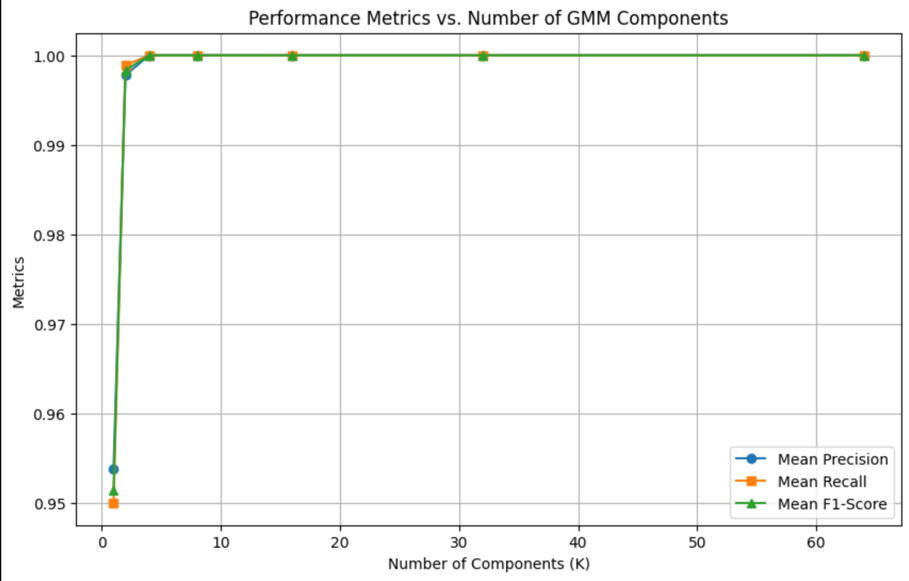 Performance Metrics vs. Number of GMM Components
Metrics
1.00
0.99
0.98
0.97
0.96
0.95
0 10 20 30 40 50 60
Number of Components (K)
Mean Precision
Mean Recall
Mean F1-Score